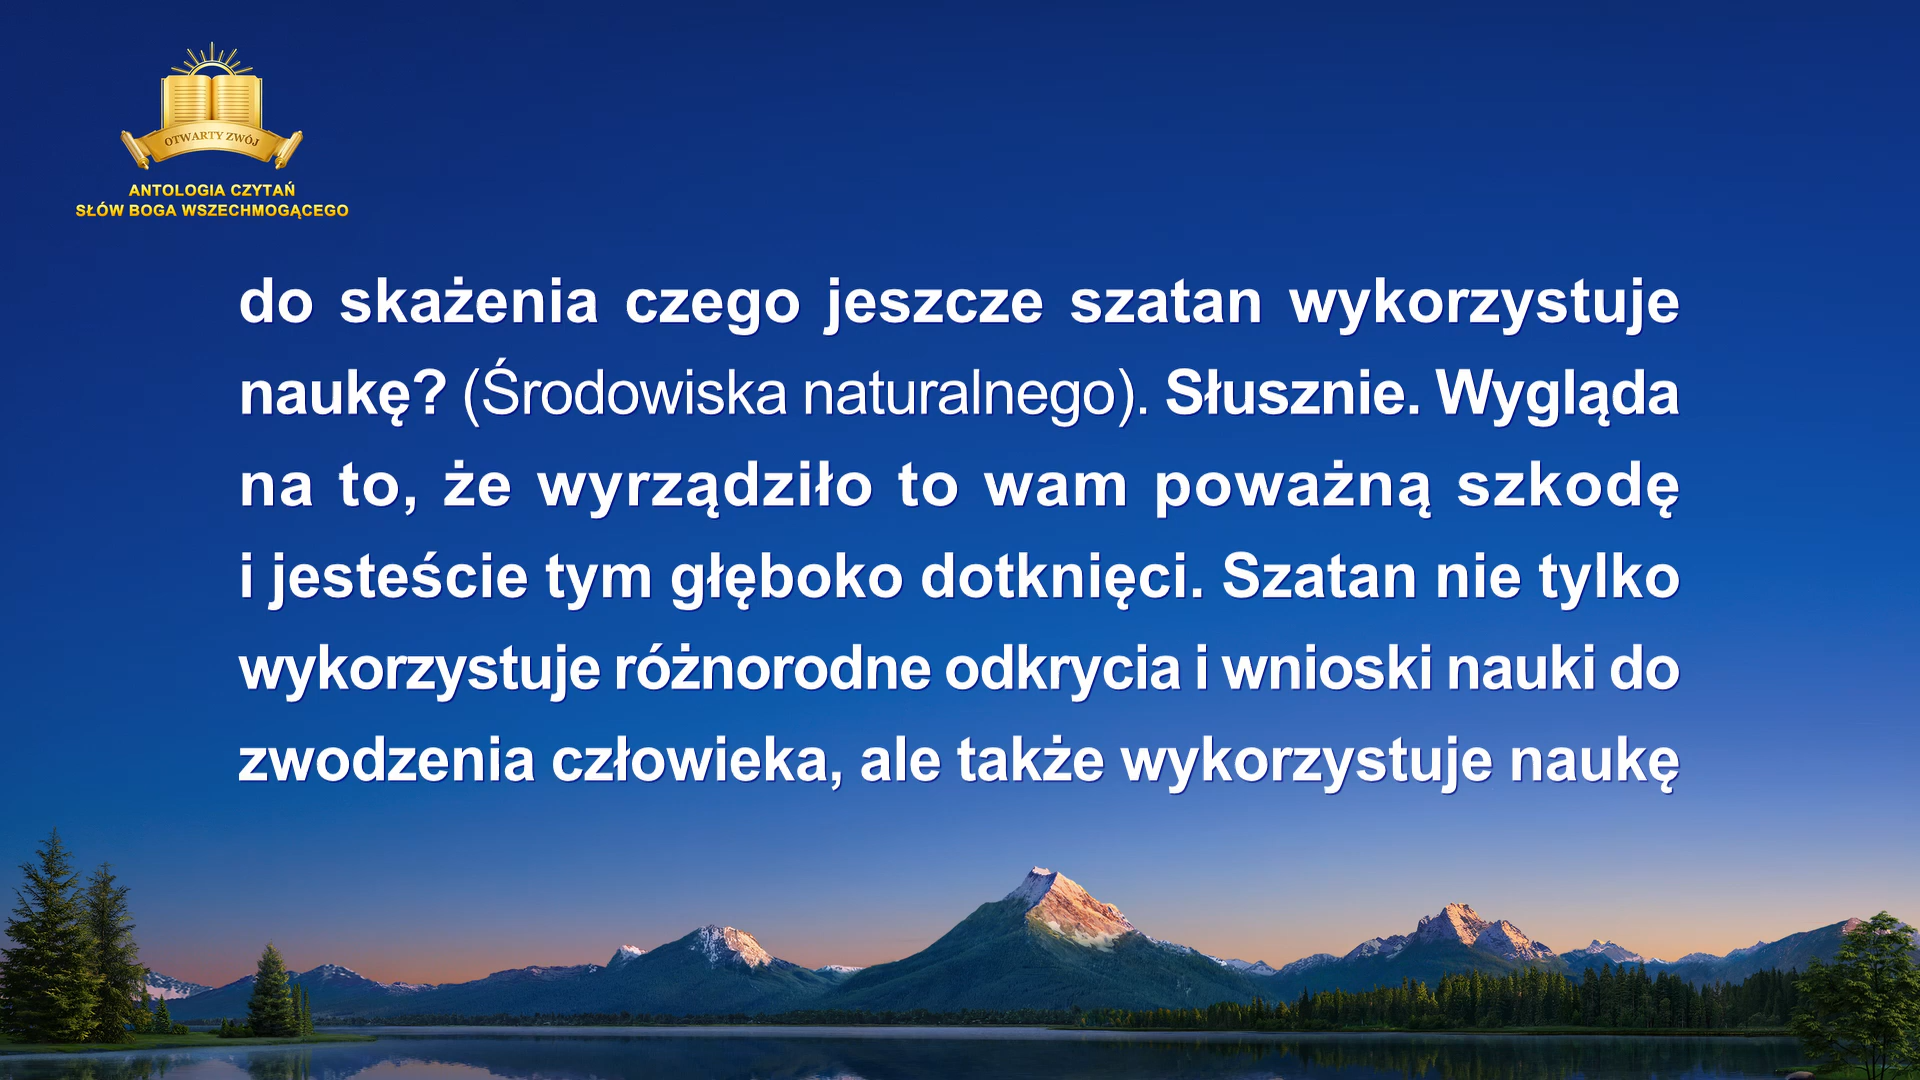 OTWARTY ZWÓJ
ANTOLOGIA CZYTAŃ
SŁÓW BOGA WSZECHMOGĄCEGO
do skażenia czego jeszcze szatan wykorzystuje
naukę? (Środowiska naturalnego). Słusznie. Wygląda
na to, że wyrządziło to wam poważną szkodę
i jesteście tym głęboko dotknięci. Szatan nie tylko
wykorzystuje różnorodne odkrycia i wnioski nauki do
zwodzenia człowieka, ale także wykorzystuje naukę